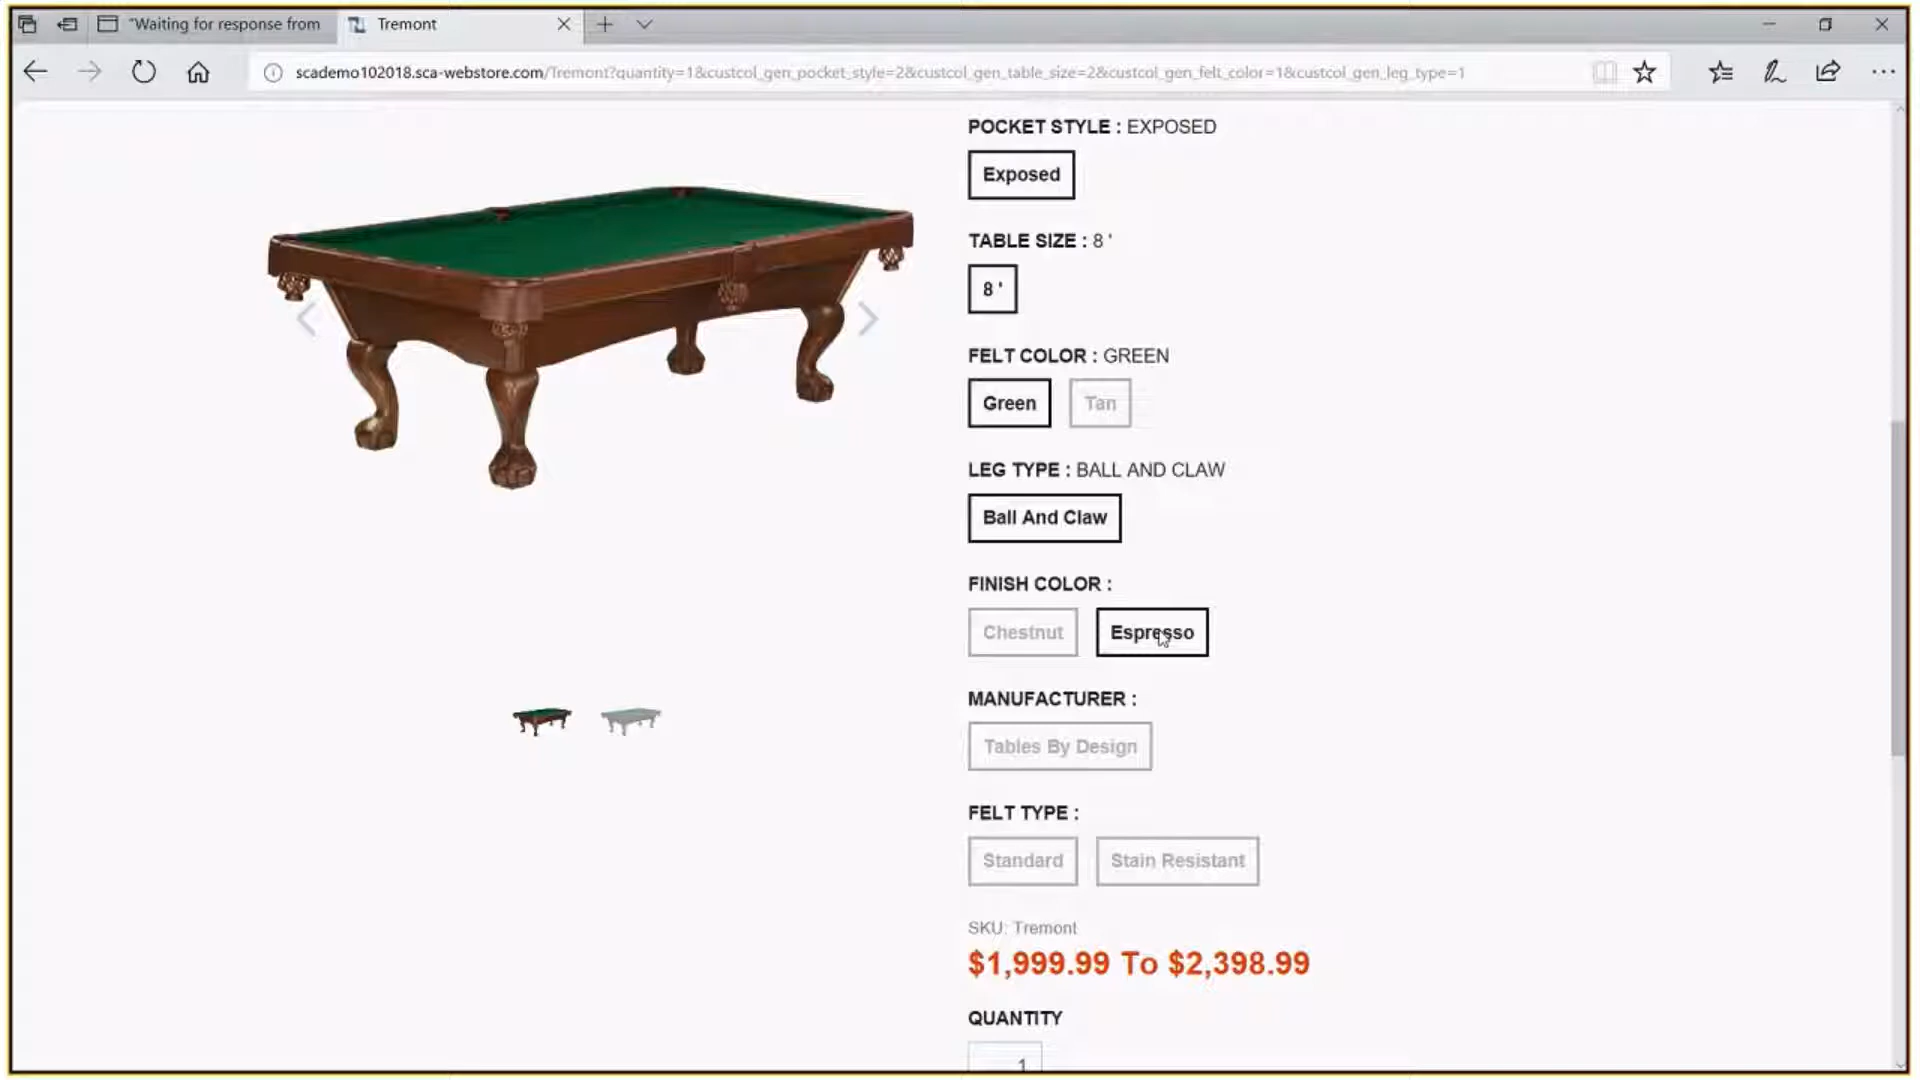 "Waiting for response from
Tremont
scademo102018.sca-webstore.com/Tremont?quantity=1&custcol_gen_pocket_style=2&custcol_gen_table_size=2&custcol_gen_felt_color=1&custcol_gen_leg_type=1
POCKET STYLE : EXPOSED
Exposed
TABLE SIZE : 8 '
8 '
FELT COLOR : GREEN
Green Tan
LEG TYPE : BALL AND CLAW
Ball And Claw
FINISH COLOR :
Chestnut Espresso
MANUFACTURER :
Tables By Design
FELT TYPE :
Standard Stain Resistant
SKU: Tremont
$1,999.99 To $2,398.99
QUANTITY
1